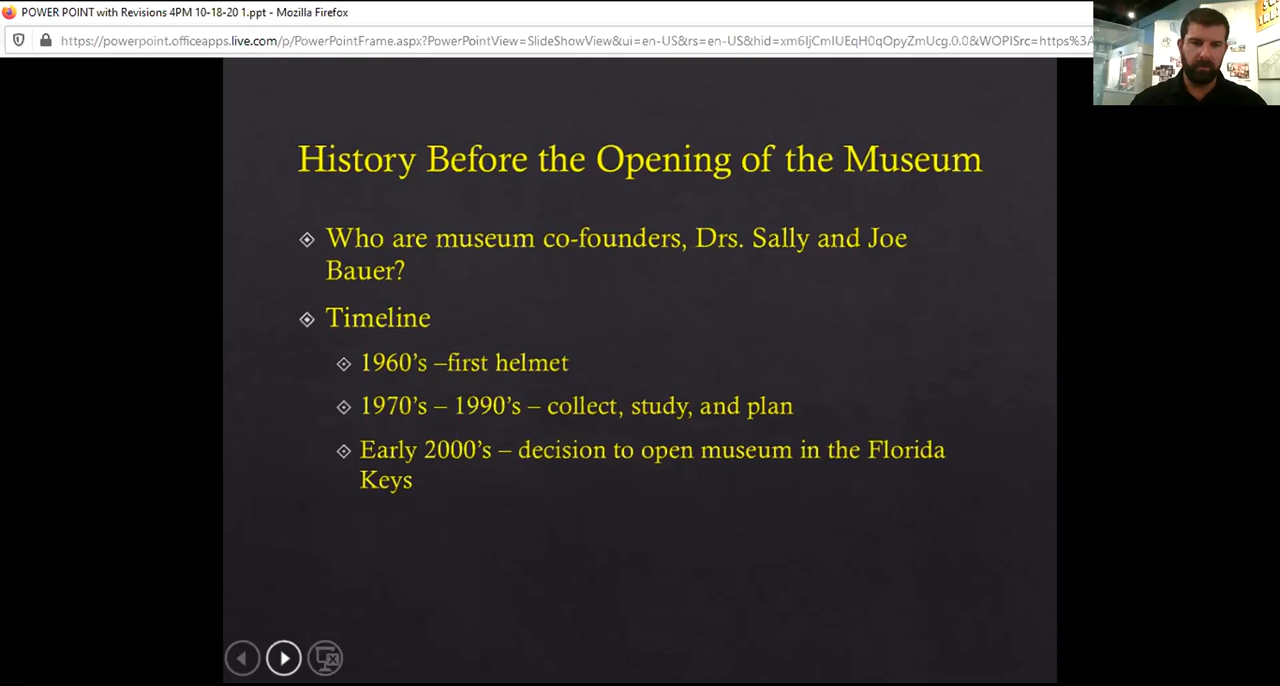 POWER POINT with Revisions 4PM 10-18-20 1.ppt - Mozilla Firefox
https://powerpoint.officeapps.live.com/p/PowerPointFrame.aspx?PowerPointView=SlideShowView&ui=en-US&rs=en-US&hid=xm6IjCmIUEqH0qOpyZmUcg.0.0&WOPISrc=https%3A
History Before the Opening of the Museum
Who are museum co-founders, Drs. Sally and Joe
Bauer?
Timeline
1960's –first helmet
1970's – 1990's – collect, study, and plan
Early 2000's – decision to open museum in the Florida
Keys